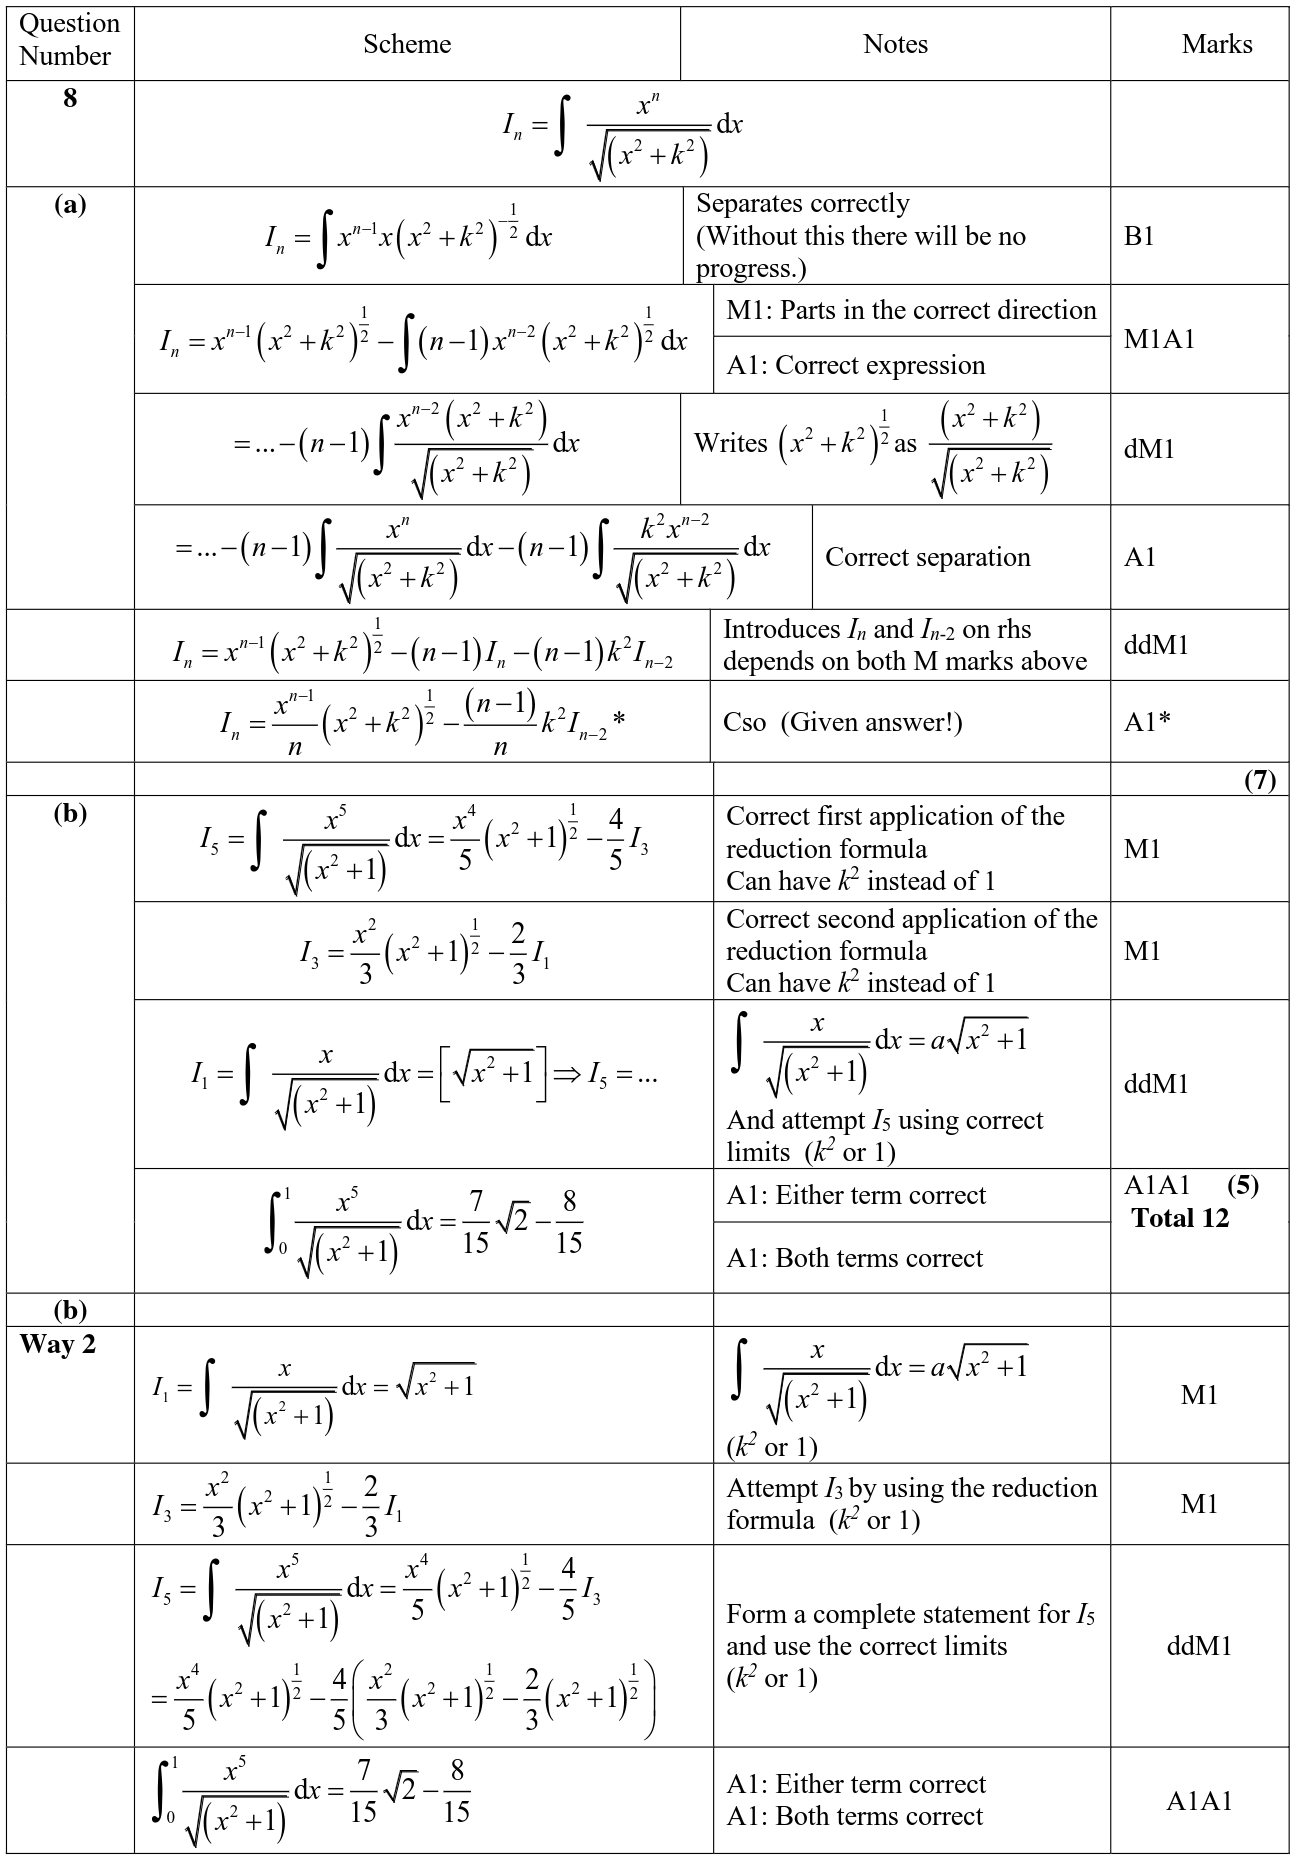 Question Number | Scheme | Notes | Marks
8 | $I_n = \int \frac{x^n}{\sqrt{(x^2+k^2)}}\,\mathrm{d}x$
(a) | $I_n = \int x^{n-1}x(x^2+k^2)^{-\frac{1}{2}}\,\mathrm{d}x$ | Separates correctly
(Without this there will be no
progress.) | B1
$I_n = x^{n-1}(x^2+k^2)^{\frac{1}{2}} - \int (n-1)x^{n-2}(x^2+k^2)^{\frac{1}{2}}\,\mathrm{d}x$ | M1: Parts in the correct direction
A1: Correct expression | M1A1
$= ... -(n-1)\int \frac{x^{n-2}(x^2+k^2)}{\sqrt{(x^2+k^2)}}\,\mathrm{d}x$ | Writes $(x^2+k^2)^{\frac{1}{2}}$ as $\frac{(x^2+k^2)}{\sqrt{(x^2+k^2)}}$ | dM1
$= ... -(n-1)\int \frac{x^n}{\sqrt{(x^2+k^2)}}\,\mathrm{d}x - (n-1)\int \frac{k^2x^{n-2}}{\sqrt{(x^2+k^2)}}\,\mathrm{d}x$ | Correct separation | A1
$I_n = x^{n-1}(x^2+k^2)^{\frac{1}{2}} - (n-1)I_n - (n-1)k^2I_{n-2}$ | Introduces $I_n$ and $I_{n-2}$ on rhs
depends on both M marks above | ddM1
$I_n = \frac{x^{n-1}}{n}(x^2+k^2)^{\frac{1}{2}} - \frac{(n-1)}{n}k^2I_{n-2}$ * | Cso (Given answer!) | A1*
(7)
(b) | $I_5 = \int \frac{x^5}{\sqrt{(x^2+1)}}\,\mathrm{d}x = \frac{x^4}{5}(x^2+1)^{\frac{1}{2}} - \frac{4}{5}I_3$ | Correct first application of the
reduction formula
Can have $k^2$ instead of 1 | M1
$I_3 = \frac{x^2}{3}(x^2+1)^{\frac{1}{2}} - \frac{2}{3}I_1$ | Correct second application of the
reduction formula
Can have $k^2$ instead of 1 | M1
$I_1 = \int \frac{x}{\sqrt{(x^2+1)}}\,\mathrm{d}x = \left[\sqrt{x^2+1}\right] \Rightarrow I_5 = ...$ | $\int \frac{x}{\sqrt{(x^2+1)}}\,\mathrm{d}x = a\sqrt{x^2+1}$
And attempt $I_5$ using correct
limits ($k^2$ or 1) | ddM1
$\int_0^1 \frac{x^5}{\sqrt{(x^2+1)}}\,\mathrm{d}x = \frac{7}{15}\sqrt{2} - \frac{8}{15}$ | A1: Either term correct
A1: Both terms correct | A1A1 (5)
Total 12
(b)
Way 2 | $I_1 = \int \frac{x}{\sqrt{(x^2+1)}}\,\mathrm{d}x = \sqrt{x^2+1}$ | $\int \frac{x}{\sqrt{(x^2+1)}}\,\mathrm{d}x = a\sqrt{x^2+1}$
($k^2$ or 1) | M1
$I_3 = \frac{x^2}{3}(x^2+1)^{\frac{1}{2}} - \frac{2}{3}I_1$ | Attempt $I_3$ by using the reduction
formula ($k^2$ or 1) | M1
$I_5 = \int \frac{x^5}{\sqrt{(x^2+1)}}\,\mathrm{d}x = \frac{x^4}{5}(x^2+1)^{\frac{1}{2}} - \frac{4}{5}I_3$
$= \frac{x^4}{5}(x^2+1)^{\frac{1}{2}} - \frac{4}{5}\left(\frac{x^2}{3}(x^2+1)^{\frac{1}{2}} - \frac{2}{3}(x^2+1)^{\frac{1}{2}}\right)$ | Form a complete statement for $I_5$
and use the correct limits
($k^2$ or 1) | ddM1
$\int_0^1 \frac{x^5}{\sqrt{(x^2+1)}}\,\mathrm{d}x = \frac{7}{15}\sqrt{2} - \frac{8}{15}$ | A1: Either term correct
A1: Both terms correct | A1A1